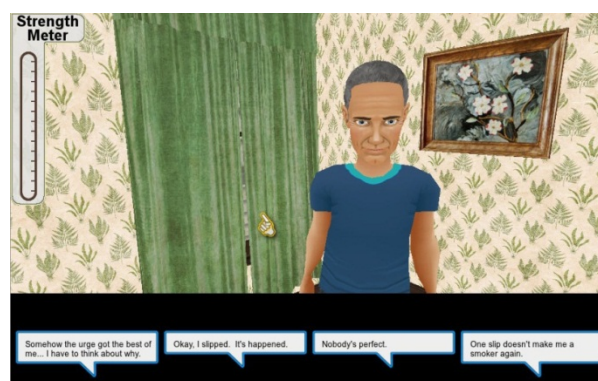 Strength
Meter
Somehow the urge got the best of
me... I have to think about why.
Okay, I slipped.  It's happened.
Nobody's perfect.
One slip doesn't make me a
smoker again.